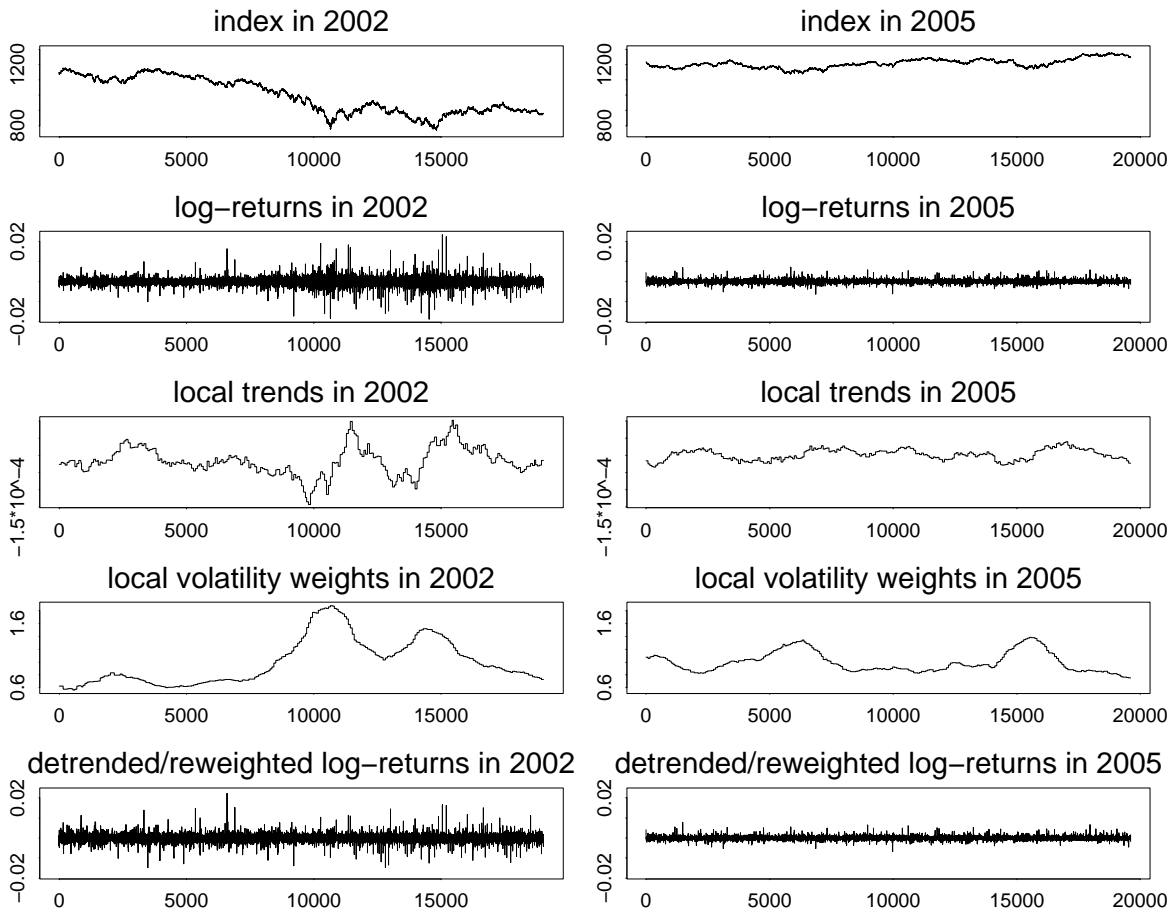 index in 2002
index in 2005
1200
800
0 5000 10000 15000
1200
800
0 5000 10000 15000 20000
log−returns in 2002
log−returns in 2005
0.02
−0.02
0 5000 10000 15000
0.02
−0.02
0 5000 10000 15000 20000
local trends in 2002
local trends in 2005
−1.5*10^−4
0 5000 10000 15000
−1.5*10^−4
0 5000 10000 15000 20000
local volatility weights in 2002
local volatility weights in 2005
1.6
0.6
0 5000 10000 15000
1.6
0.6
0 5000 10000 15000 20000
detrended/reweighted log−returns in 2002
detrended/reweighted log−returns in 2005
0.02
−0.02
0 5000 10000 15000
0.02
−0.02
0 5000 10000 15000 20000